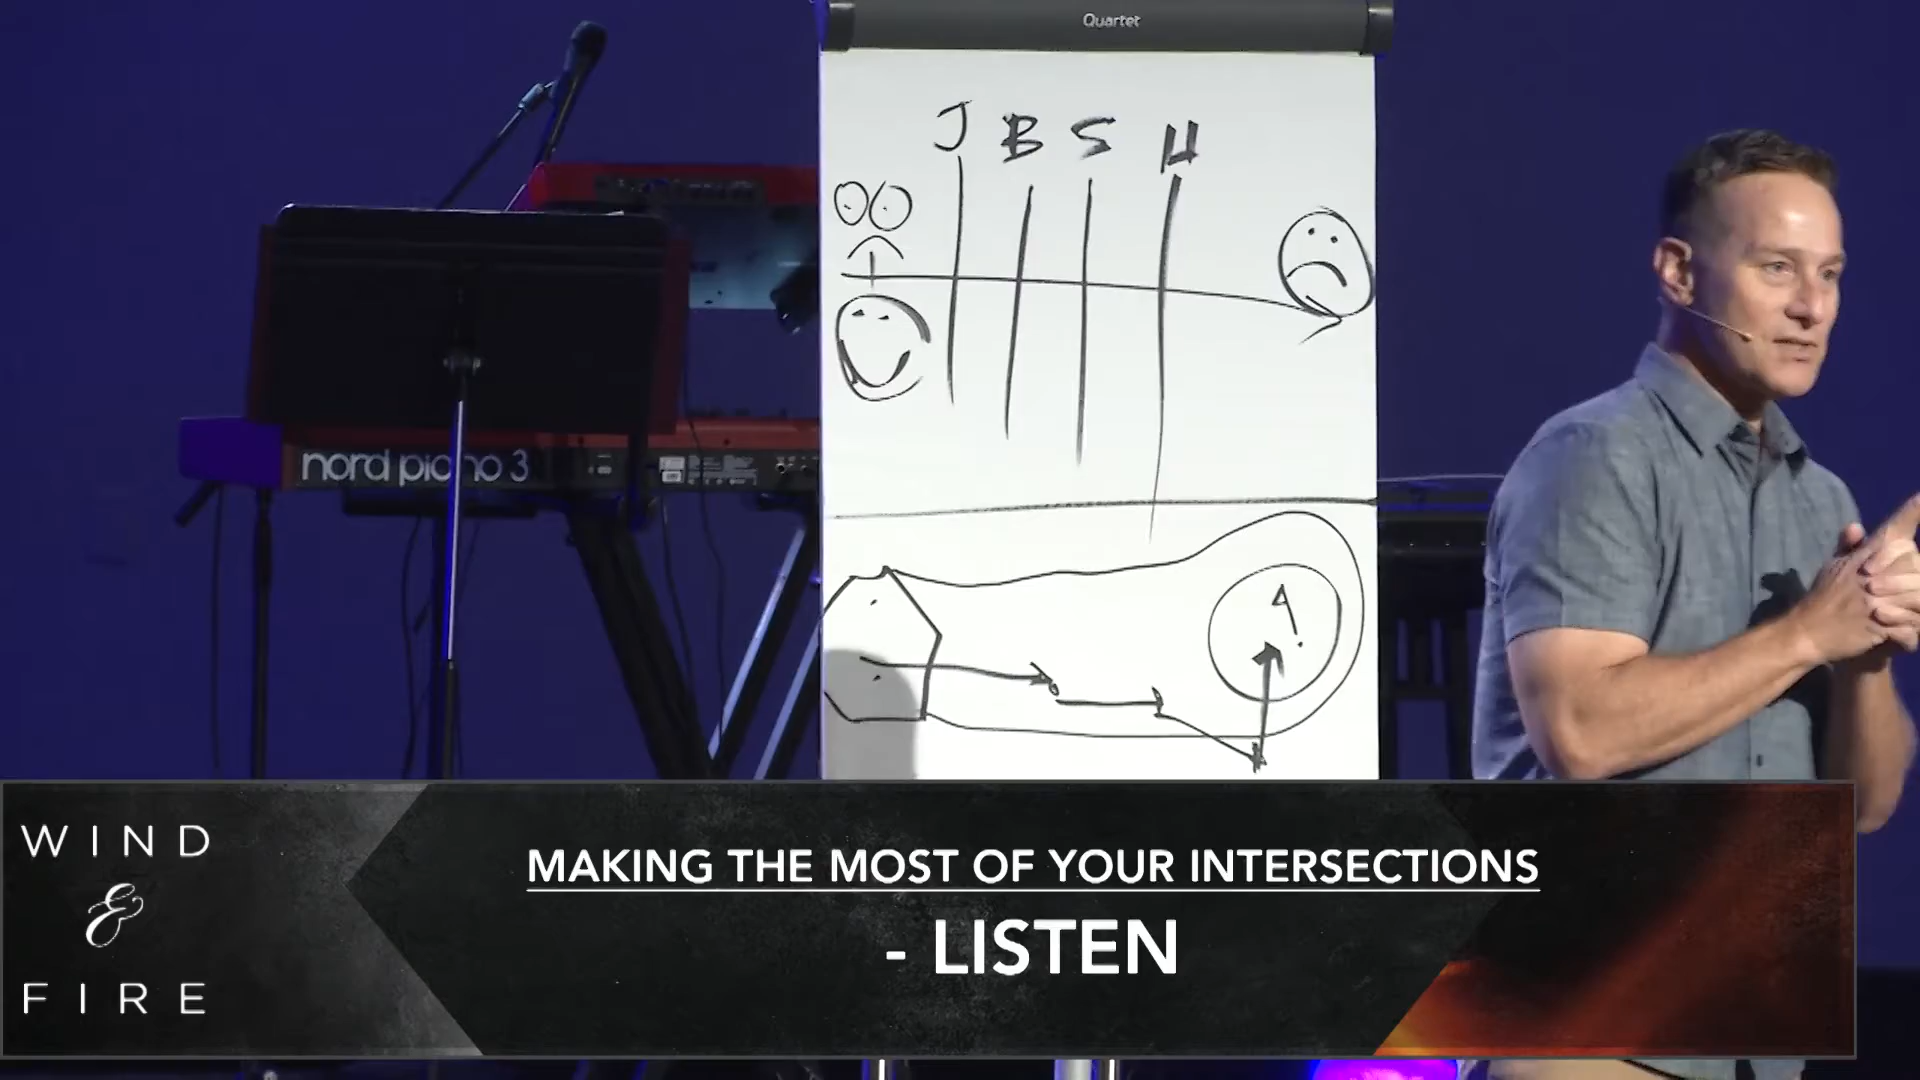 Quartet
J B S H
nord piano 3
A
WIND
&
FIRE
MAKING THE MOST OF YOUR INTERSECTIONS
- LISTEN